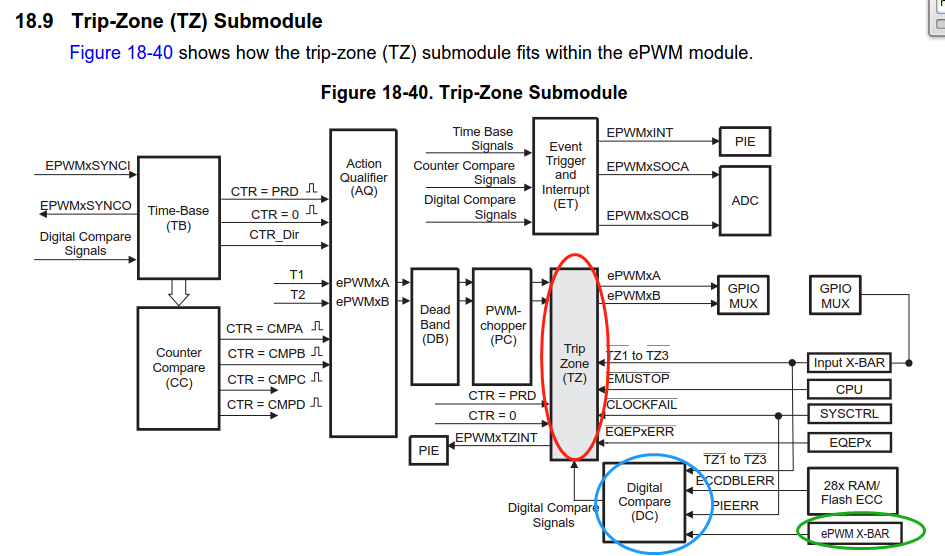 18.9 Trip-Zone (TZ) Submodule
Figure 18-40 shows how the trip-zone (TZ) submodule fits within the ePWM module.
Figure 18-40. Trip-Zone Submodule
EPWMxSYNCI
EPWMxSYNCO
Digital Compare
Signals
Time-Base
(TB)
CTR = PRD
CTR = 0
CTR_Dir
Counter
Compare
(CC)
CTR = CMPA
CTR = CMPB
CTR = CMPC
CTR = CMPD
T1
T2
Action
Qualifier
(AQ)
ePWMxA
ePWMxB
Time Base
Signals
Counter Compare
Signals
Digital Compare
Signals
Event
Trigger
and
Interrupt
(ET)
EPWMxINT
EPWMxSOCA
EPWMxSOCB
PIE
ADC
Dead
Band
(DB)
PWM-
chopper
(PC)
CTR = PRD
CTR = 0
EPWMxTZINT
PIE
Trip
Zone
(TZ)
ePWMxA
ePWMxB
GPIO
MUX
GPIO
MUX
TZ1 to TZ3
EMUSTOP
CLOCKFAIL
EQEPxERR
Input X-BAR
CPU
SYSCTRL
EQEPx
Digital Compare
Signals
Digital
Compare
(DC)
TZ1 to TZ3
ECCDBLERR
PIEERR
28x RAM/
Flash ECC
ePWM X-BAR